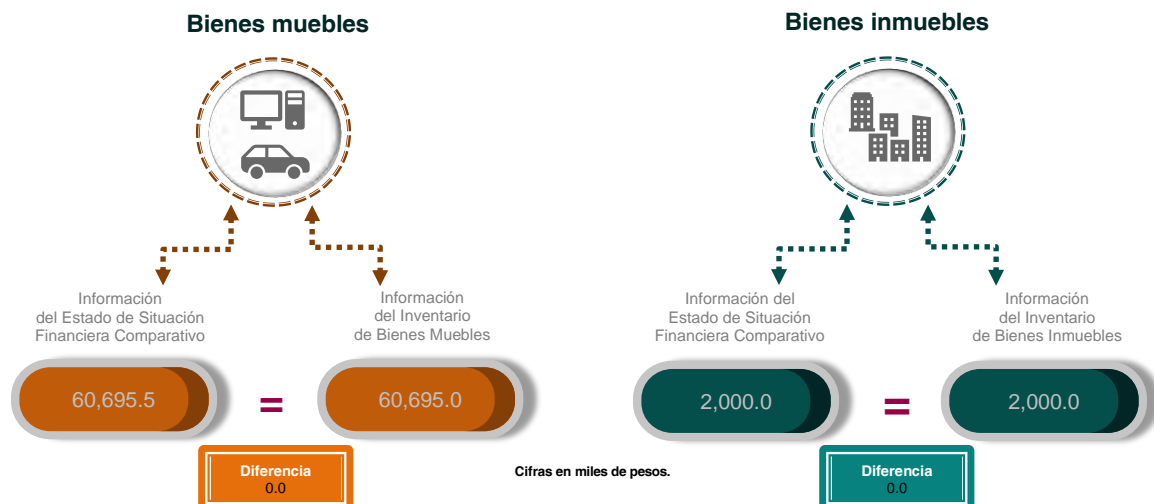 Bienes muebles
Información
del Estado de Situación
Financiera Comparativo
Información
del Inventario
de Bienes Muebles
60,695.5
=
60,695.0
Diferencia
0.0
Cifras en miles de pesos.
Bienes inmuebles
Información del
Estado de Situación
Financiera Comparativo
Información
del Inventario
de Bienes Inmuebles
2,000.0
=
2,000.0
Diferencia
0.0